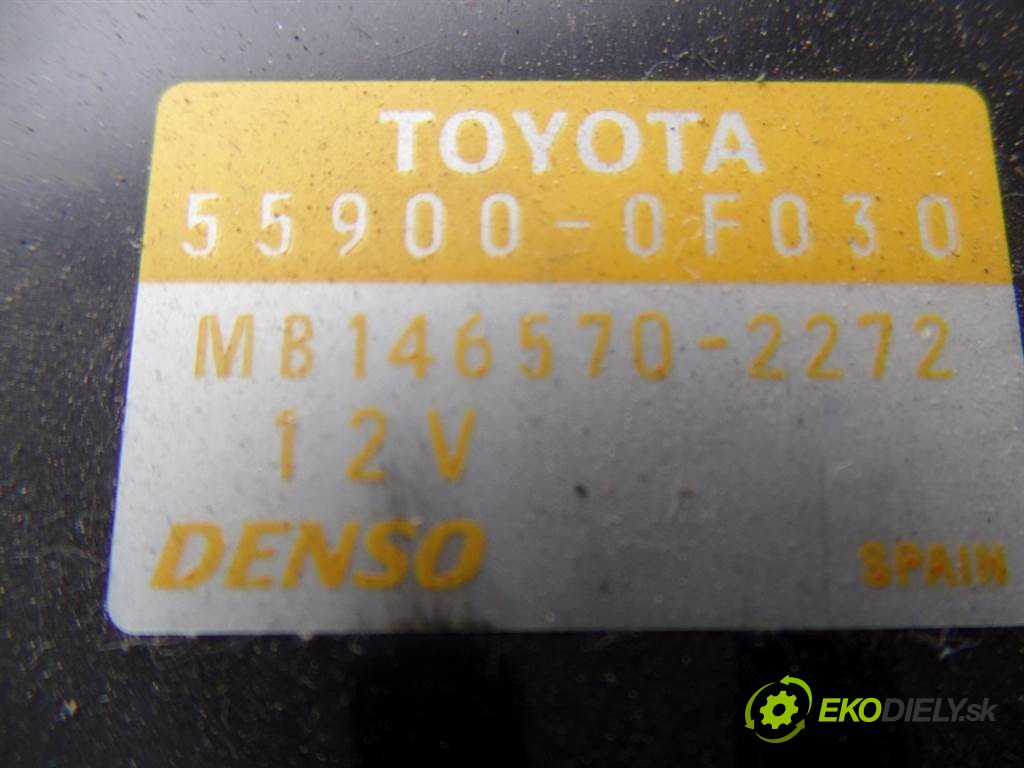 TOYOTA
55900-0F030
MB146570-2272
12V
DENSO
SPAIN
EKODIELY.sk